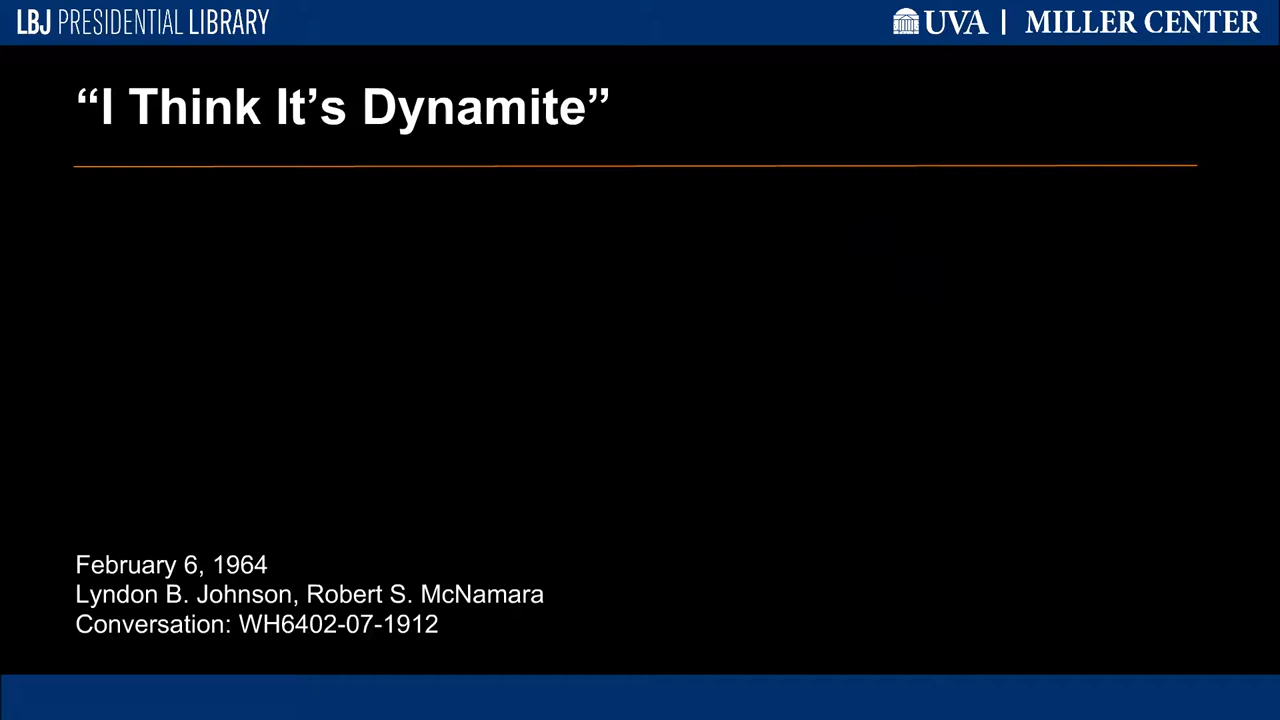 LBJ PRESIDENTIAL LIBRARY
UVA | MILLER CENTER
“I Think It’s Dynamite”
February 6, 1964
Lyndon B. Johnson, Robert S. McNamara
Conversation: WH6402-07-1912